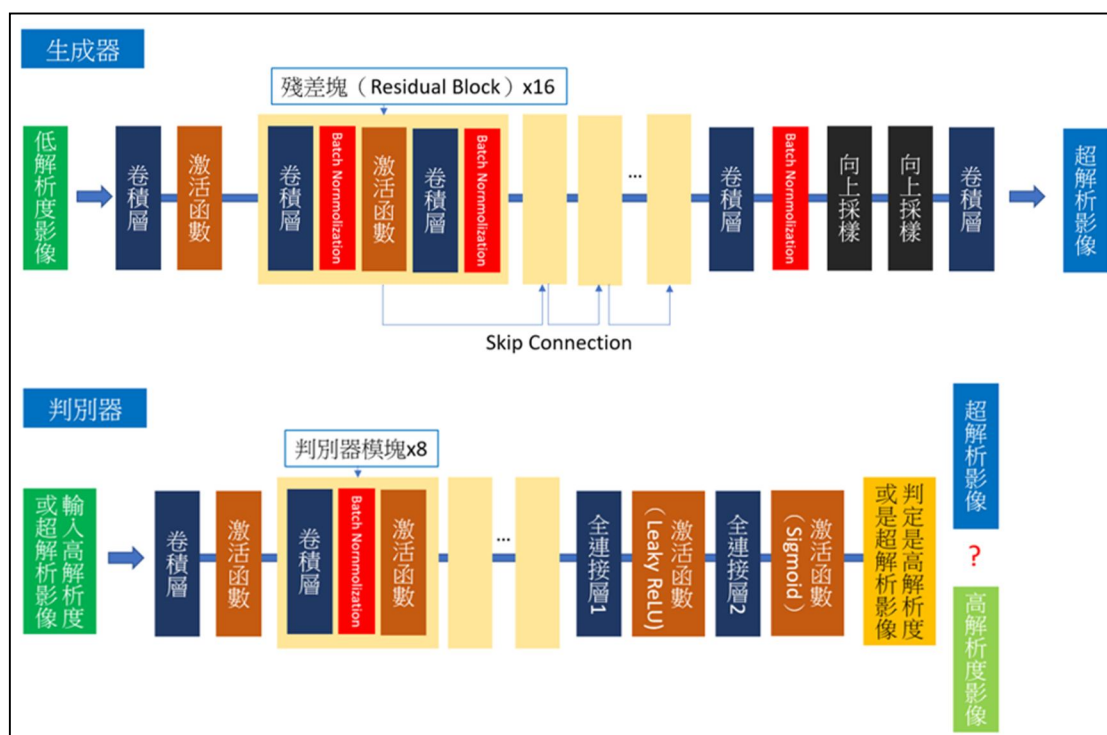 生成器
殘差塊（Residual Block）x16
低解析度影像
卷積層
激活函數
卷積層
Batch Nornmolization
激活函數
卷積層
Batch Nornmolization
...
卷積層
Batch Nornmolization
向上採樣
向上採樣
卷積層
超解析影像
Skip Connection
判別器
判別器模塊x8
輸入高解析度
或超解析影像
卷積層
激活函數
卷積層
Batch Nornmolization
激活函數
...
全連接層1
激活函數
（Leaky ReLU)
全連接層2
激活函數
（Sigmoid）
判定是高解析度
或是超解析影像
超解析影像
?
高解析度影像